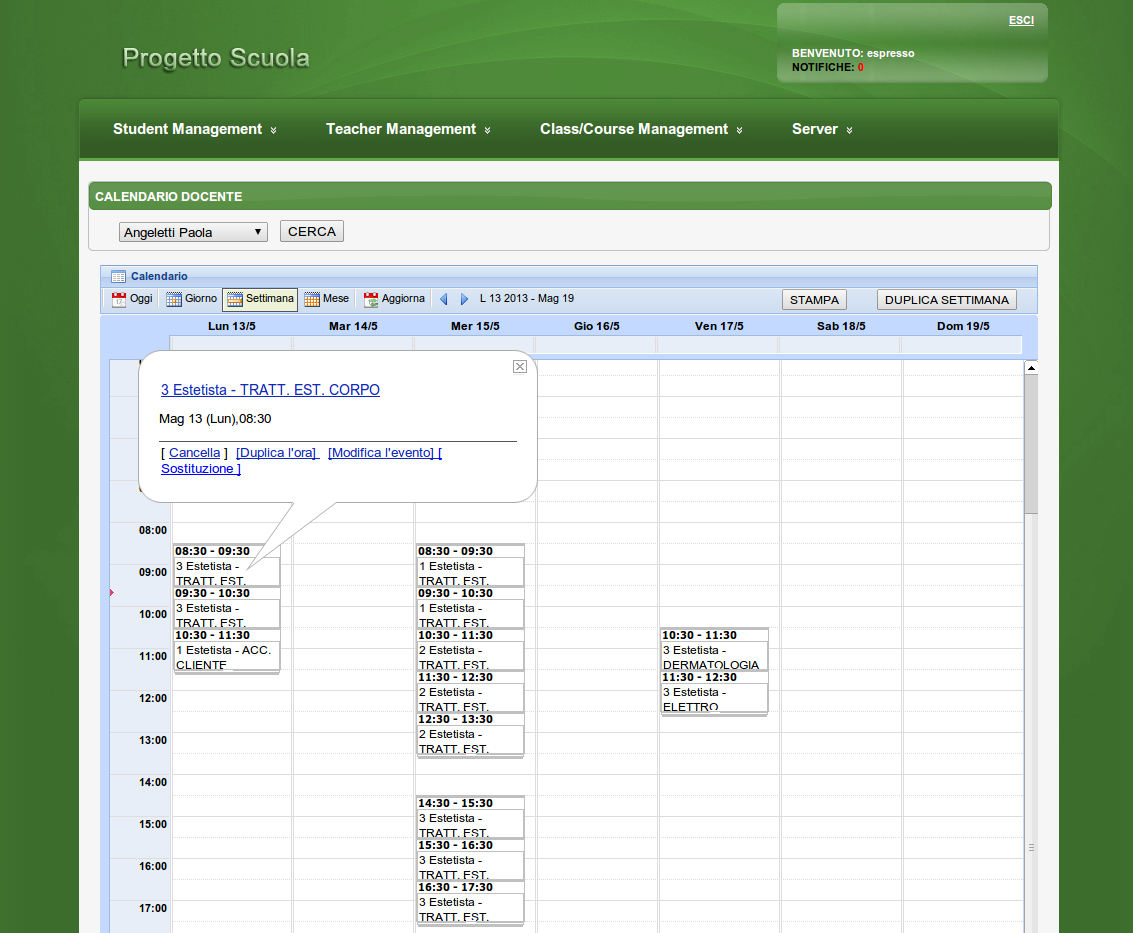 ESCI
Progetto Scuola
BENVENUTO: espresso
NOTIFICHE: 0
Student Management Teacher Management Class/Course Management Server
CALENDARIO DOCENTE
Angeletti Paola CERCA
Calendario
Oggi Giorno Settimana Mese Aggiorna L 13 2013 - Mag 19 STAMPA DUPLICA SETTIMANA
Lun 13/5 Mar 14/5 Mer 15/5 Gio 16/5 Ven 17/5 Sab 18/5 Dom 19/5
3 Estetista - TRATT. EST. CORPO
Mag 13 (Lun),08:30
[ Cancella ] [Duplica l'ora] [Modifica l'evento] [
Sostituzione ]
08:00
09:00
10:00
11:00
12:00
13:00
14:00
15:00
16:00
17:00
08:30 - 09:30
3 Estetista -
TRATT. EST.
09:30 - 10:30
3 Estetista -
TRATT. EST.
10:30 - 11:30
1 Estetista - ACC.
CLIENTE
08:30 - 09:30
1 Estetista -
TRATT. EST.
09:30 - 10:30
1 Estetista -
TRATT. EST.
10:30 - 11:30
2 Estetista -
TRATT. EST.
11:30 - 12:30
2 Estetista -
TRATT. EST.
12:30 - 13:30
2 Estetista -
TRATT. EST.
14:30 - 15:30
3 Estetista -
TRATT. EST.
15:30 - 16:30
3 Estetista -
TRATT. EST.
16:30 - 17:30
3 Estetista -
TRATT. EST.
10:30 - 11:30
3 Estetista -
DERMATOLOGIA
11:30 - 12:30
3 Estetista -
ELETTRO